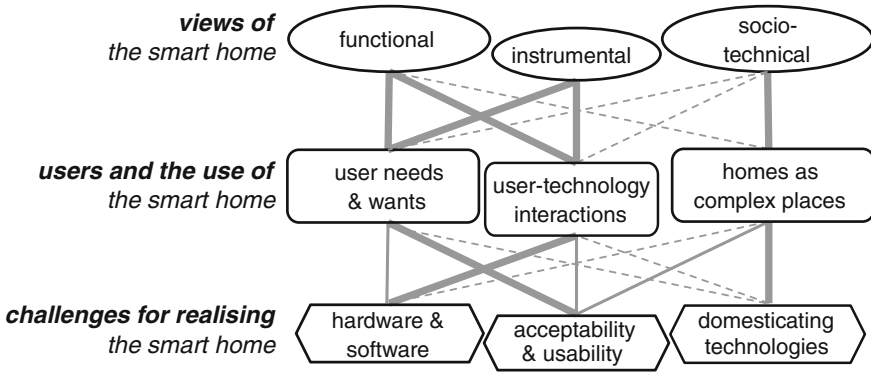 views of
the smart home
functional
instrumental
socio-
technical
users and the use of
the smart home
user needs
& wants
user-technology
interactions
homes as
complex places
challenges for realising
the smart home
hardware &
software
acceptability
& usability
domesticating
technologies